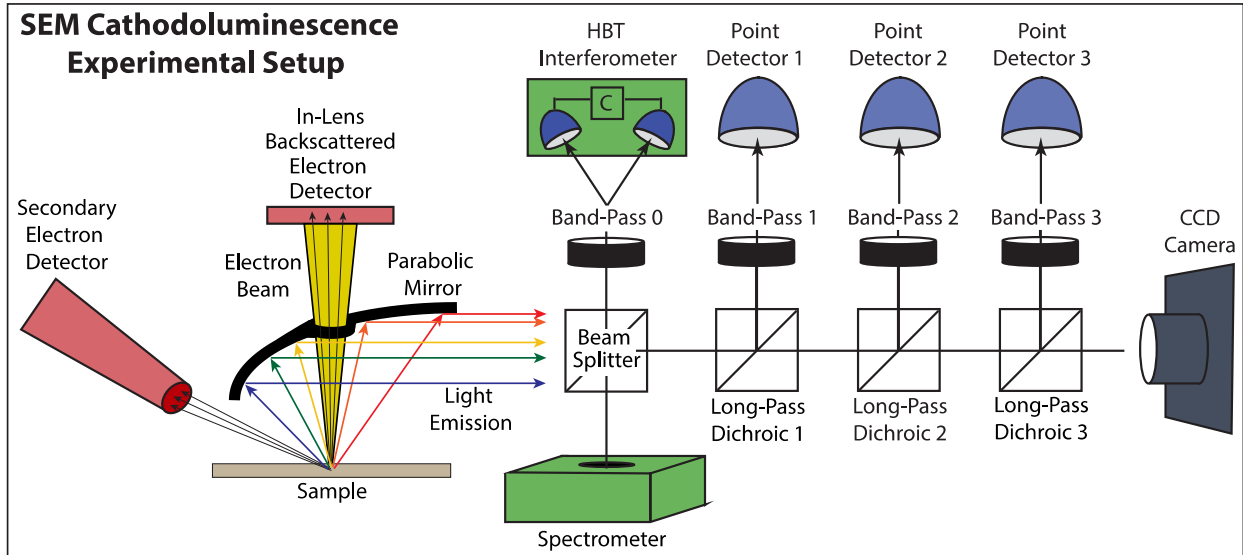 SEM Cathodoluminescence
Experimental Setup
HBT
Interferometer
C
Point
Detector 1
Point
Detector 2
Point
Detector 3
In-Lens
Backscattered
Electron
Detector
Secondary
Electron
Detector
Electron
Beam
Parabolic
Mirror
Band-Pass 0
Band-Pass 1
Band-Pass 2
Band-Pass 3
CCD
Camera
Beam
Splitter
Light
Emission
Long-Pass
Dichroic 1
Long-Pass
Dichroic 2
Long-Pass
Dichroic 3
Sample
Spectrometer